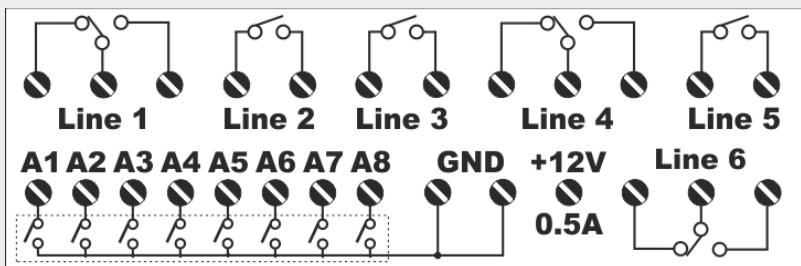 Line 1 Line 2 Line 3 Line 4 Line 5
A1 A2 A3 A4 A5 A6 A7 A8 GND +12V Line 6
0.5A